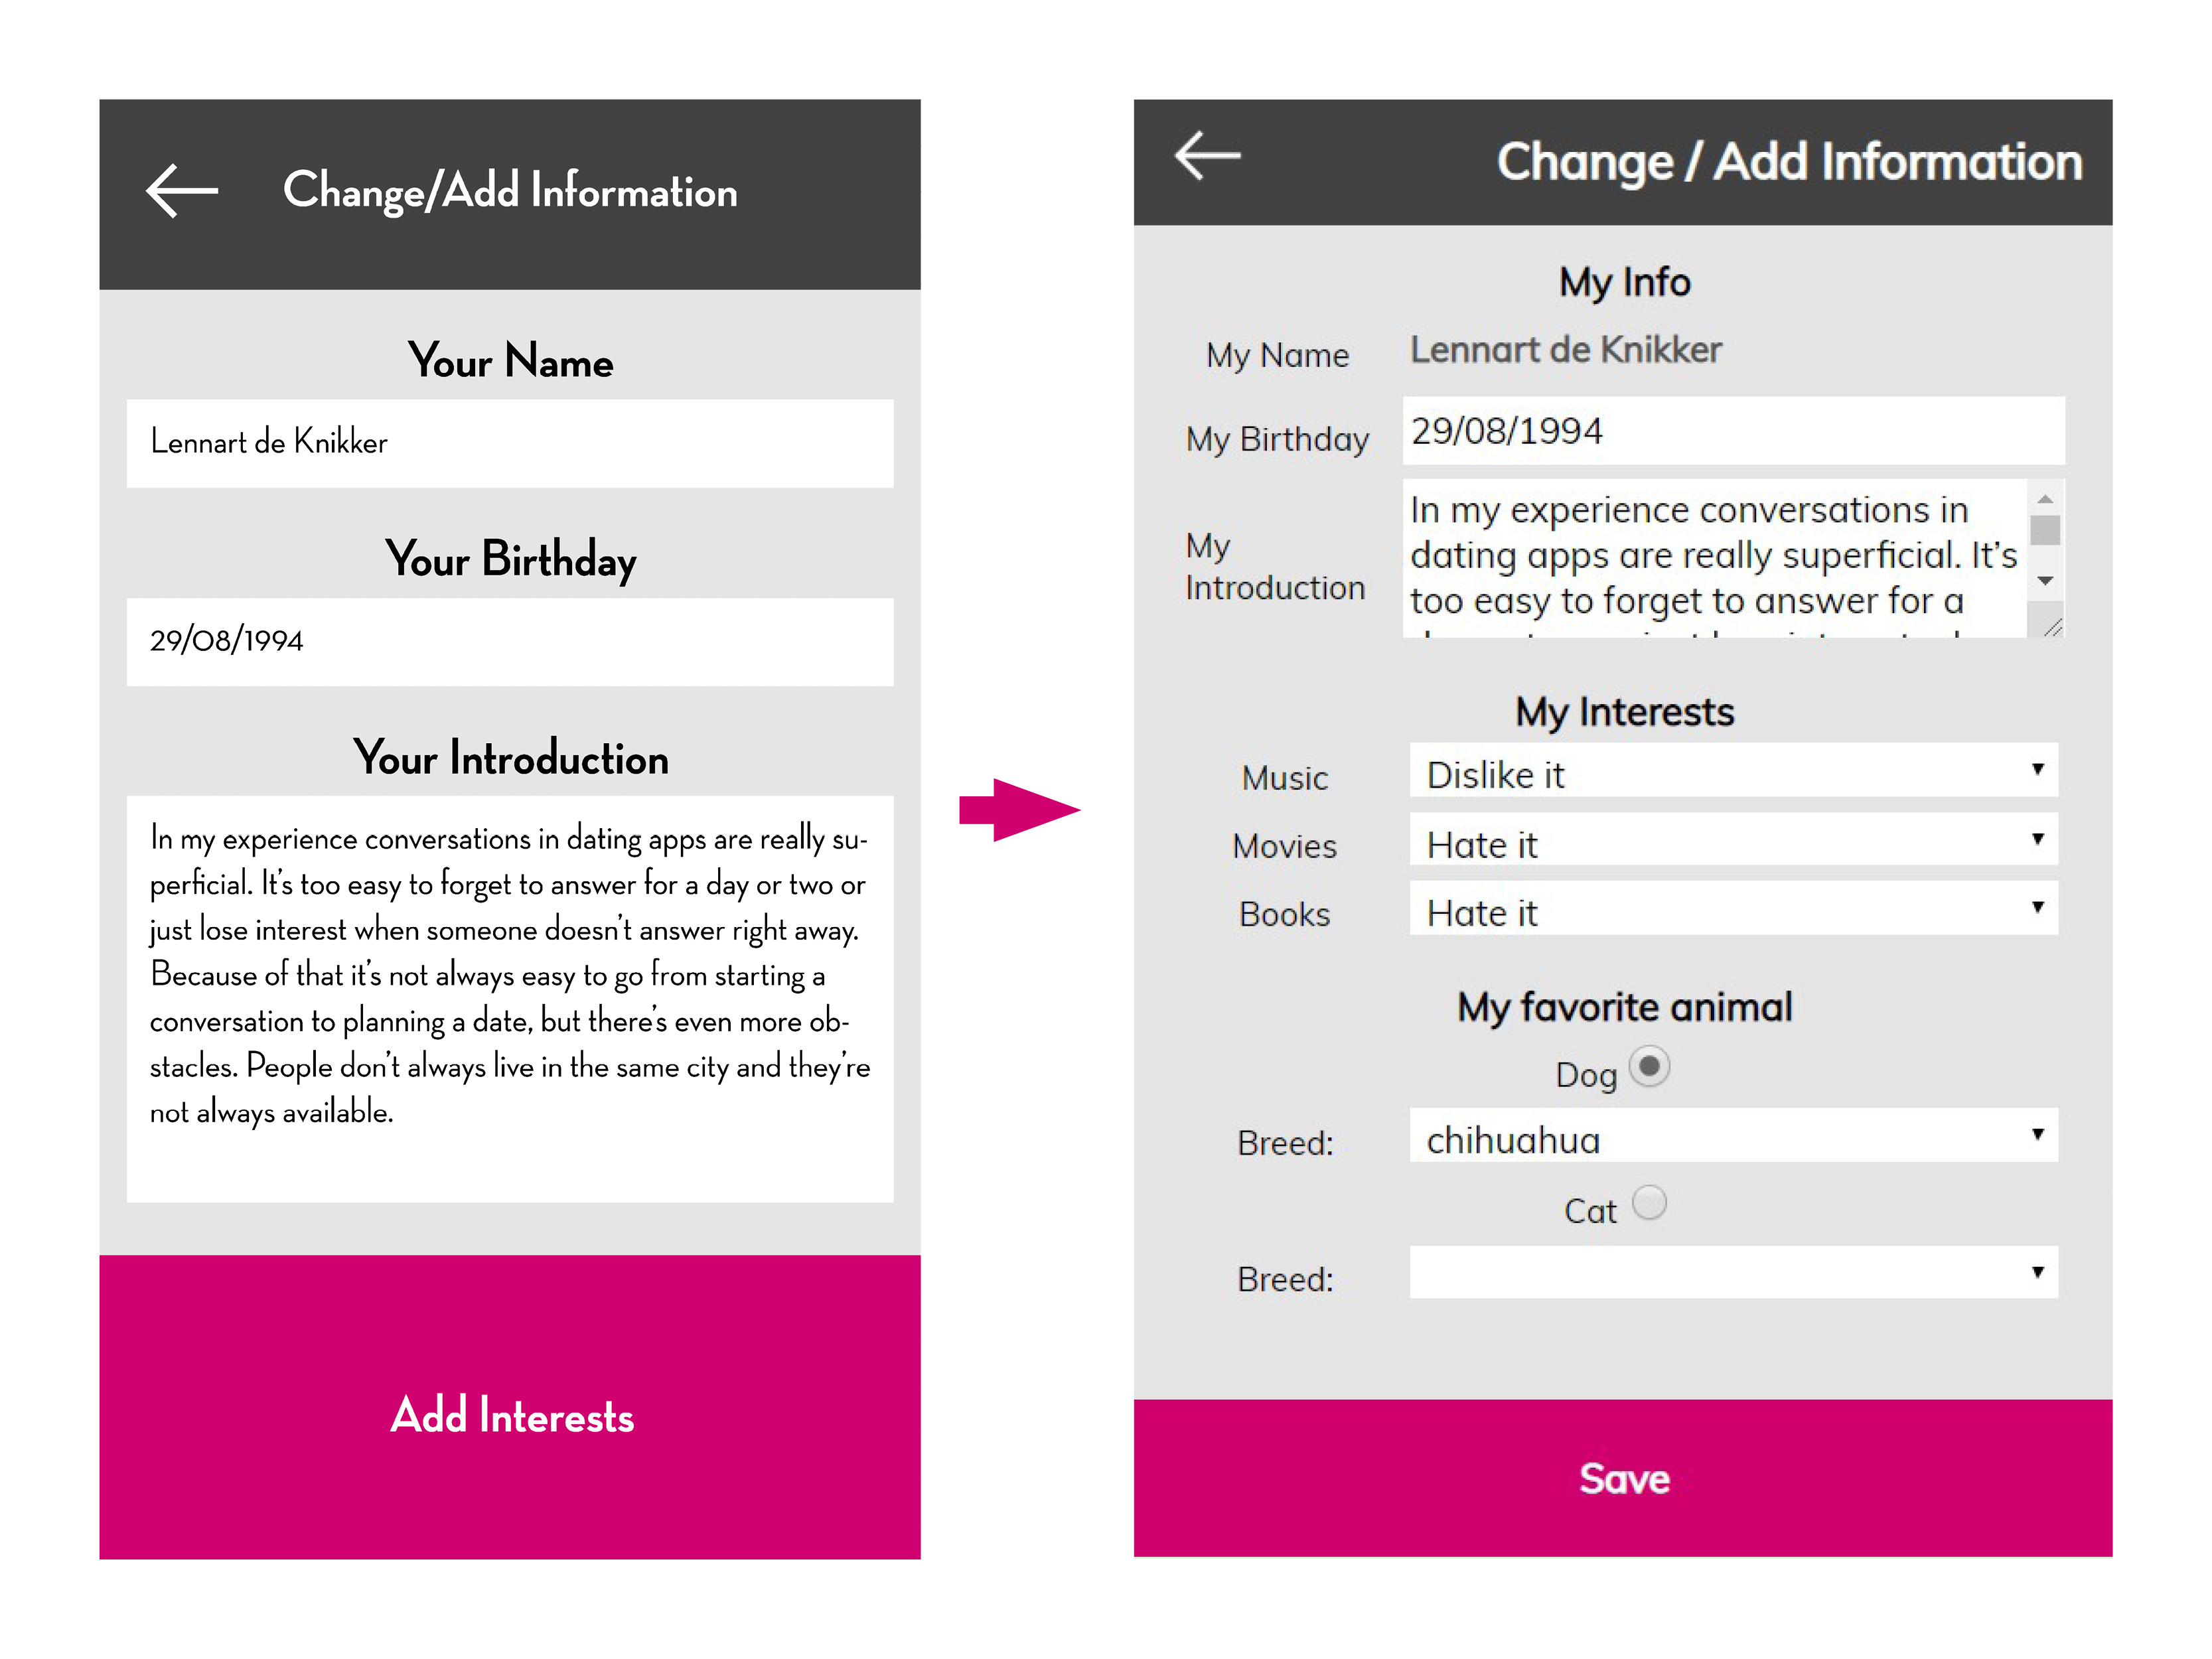 Change/Add Information
Your Name
Lennart de Knikker
Your Birthday
29/08/1994
Your Introduction
In my experience conversations in dating apps are really su-
perficial. It's too easy to forget to answer for a day or two or
just lose interest when someone doesn't answer right away.
Because of that it's not always easy to go from starting a
conversation to planning a date, but there's even more ob-
stacles. People don't always live in the same city and they're
not always available.
Add Interests
Change / Add Information
My Info
My Name Lennart de Knikker
My Birthday 29/08/1994
My Introduction
In my experience conversations in
dating apps are really superficial. It's
too easy to forget to answer for a
My Interests
Music Dislike it
Movies Hate it
Books Hate it
My favorite animal
Dog
Breed: chihuahua
Cat
Breed:
Save